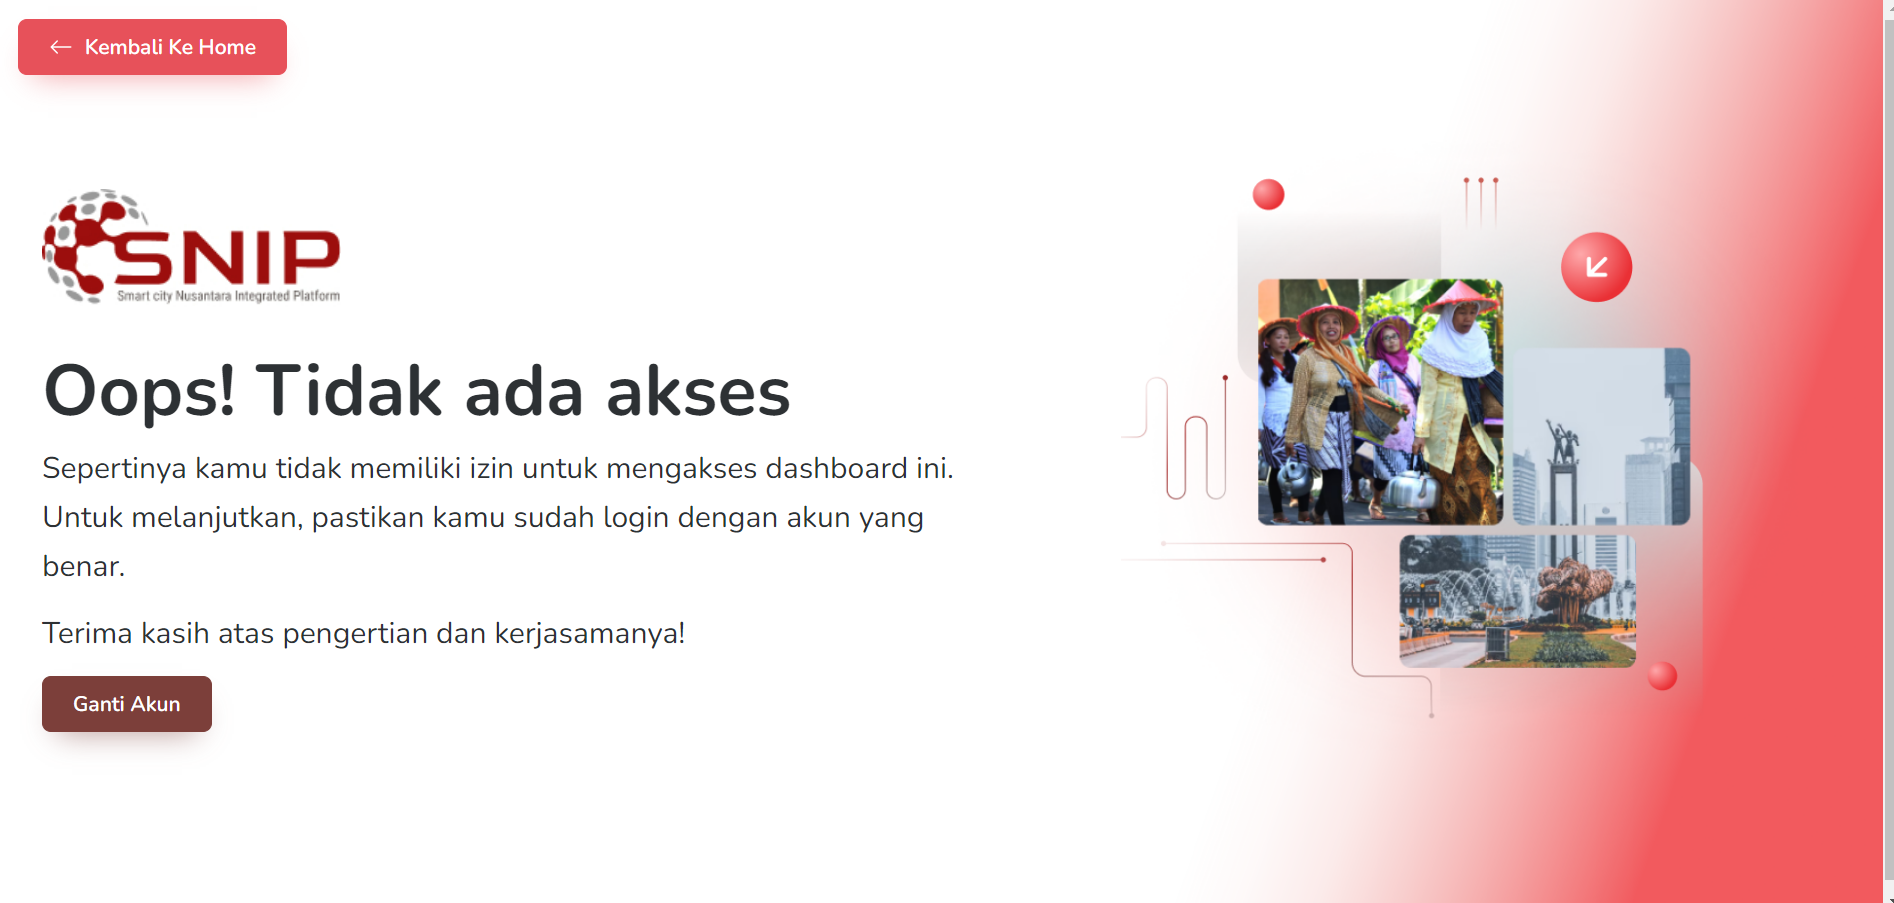 Kembali Ke Home
SNIP
Smart city Nusantara Integrated Platform
Oops! Tidak ada akses
Sepertinya kamu tidak memiliki izin untuk mengakses dashboard ini.
Untuk melanjutkan, pastikan kamu sudah login dengan akun yang
benar.
Terima kasih atas pengertian dan kerjasamanya!
Ganti Akun